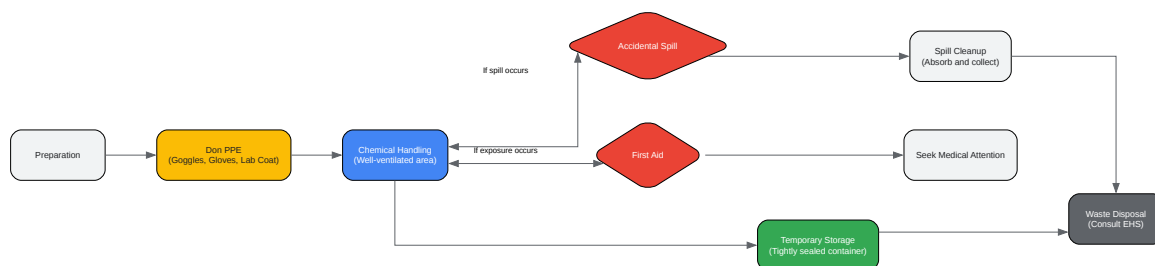 Accidental Spill
Spill Cleanup
(Absorb and collect)
If spill occurs
Preparation
Don PPE
(Goggles, Gloves, Lab Coat)
Chemical Handling
(Well-ventilated area)
If exposure occurs
First Aid
Seek Medical Attention
Temporary Storage
(Tightly sealed container)
Waste Disposal
(Consult EHS)